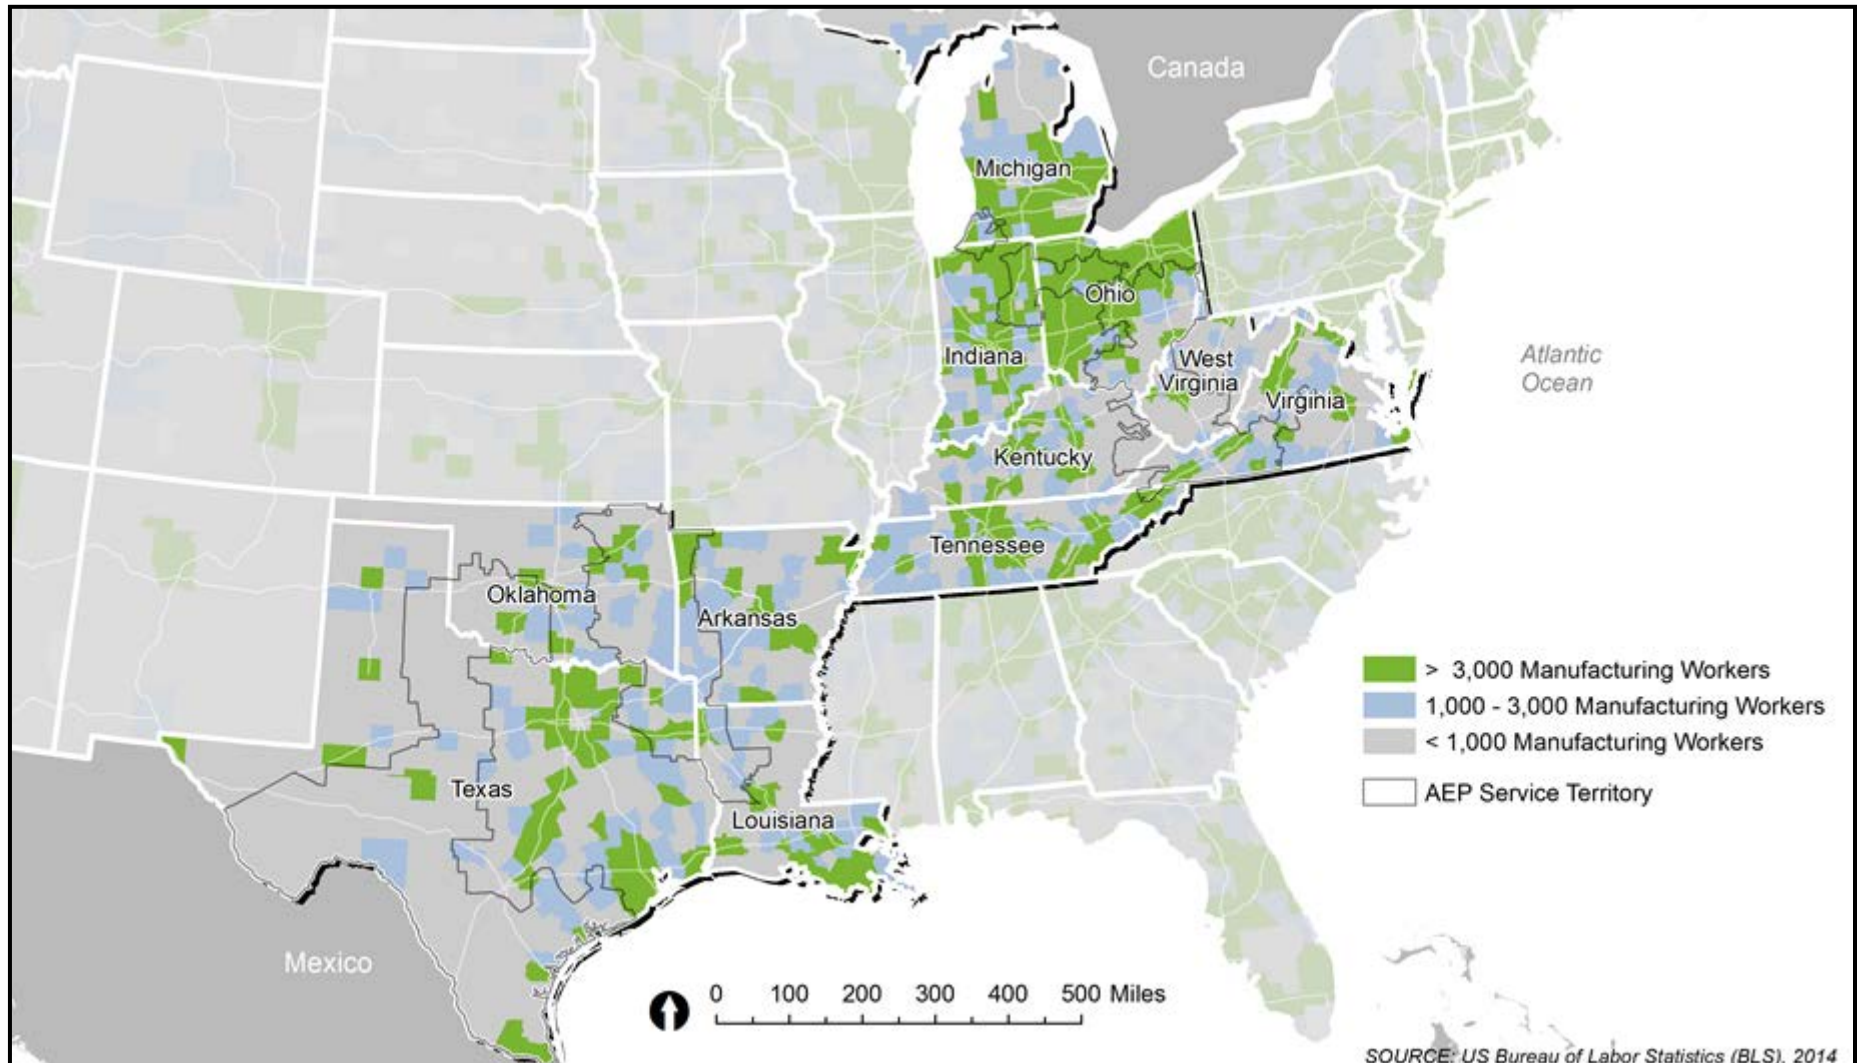 Canada
Michigan
Ohio
Indiana
West
Virginia
Virginia
Atlantic
Ocean
Kentucky
Tennessee
Oklahoma
Arkansas
Texas
Louisiana
Mexico
> 3,000 Manufacturing Workers
1,000 - 3,000 Manufacturing Workers
< 1,000 Manufacturing Workers
AEP Service Territory
0 100 200 300 400 500 Miles
SOURCE: US Bureau of Labor Statistics (BLS), 2014